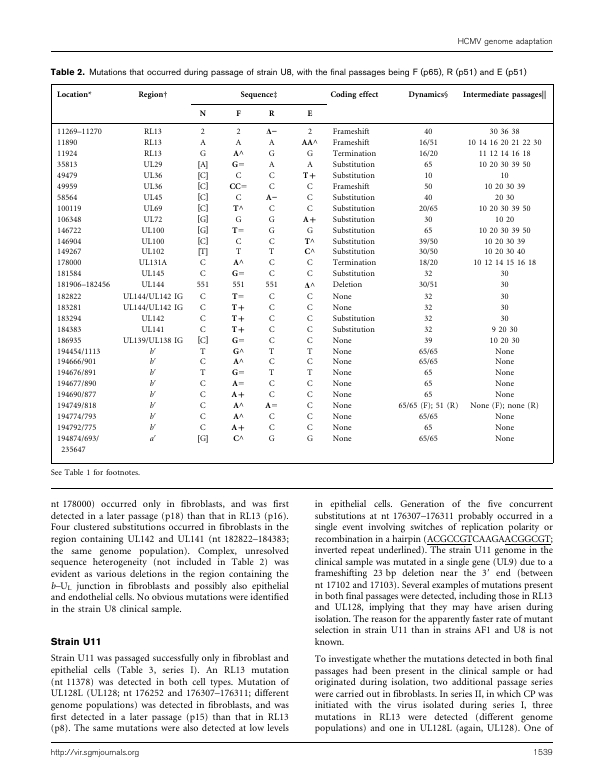 HCMV genome adaptation
Table 2. Mutations that occurred during passage of strain U8, with the final passages being F (p65), R (p51) and E (p51)
Location* Region† Sequence‡ Coding effect Dynamics§ Intermediate passages||
N F R E
11269–11270 RL13 2 2 Δ− 2 Frameshift 40 30 36 38
11890 RL13 A A A AA^ Frameshift 16/51 10 14 16 20 21 22 30
11924 RL13 G A^ G G Termination 16/20 11 12 14 16 18
35813 UL29 [A] G= A A Substitution 65 10 20 30 39 50
49479 UL36 [C] C C T+ Substitution 10 10
49959 UL36 [C] CC= C C Frameshift 50 10 20 30 39
58564 UL45 [C] C A− C Substitution 40 20 30
100119 UL69 [C] T^ C C Substitution 20/65 10 20 30 39 50
106348 UL72 [G] G G A+ Substitution 30 10 20
146722 UL100 [G] T= G G Substitution 65 10 20 30 39 50
146904 UL100 [C] C C T^ Substitution 39/50 10 20 30 39
149267 UL102 [T] T T C^ Substitution 30/50 10 20 30 40
178000 UL131A C A^ C C Termination 18/20 10 12 14 15 16 18
181584 UL145 C G= C C Substitution 32 30
181906–182456 UL144 551 551 551 Δ^ Deletion 30/51 30
182822 UL144/UL142 IG C T= C C None 32 30
183281 UL144/UL142 IG C T+ C C None 32 30
183294 UL142 C T+ C C Substitution 32 30
184383 UL141 C T+ C C Substitution 32 9 20 30
186935 UL139/UL138 IG [C] G= C C None 39 10 20 30
194454/1113 b′ T G^ T T None 65/65 None
194666/901 b′ C A^ C C None 65/65 None
194676/891 b′ T G= T T None 65 None
194677/890 b′ C A= C C None 65 None
194690/877 b′ C A+ C C None 65 None
194749/818 b′ C A^ A= C None 65/65 (F); 51 (R) None (F); none (R)
194774/793 b′ C A^ C C None 65/65 None
194792/775 b′ C A+ C C None 65 None
194874/693/ a′ [G] C^ G G None 65/65 None
235647
See Table 1 for footnotes.
nt 178000) occurred only in fibroblasts, and was first
detected in a later passage (p18) than that in RL13 (p16).
Four clustered substitutions occurred in fibroblasts in the
region containing UL142 and UL141 (nt 182822–184383;
the same genome population). Complex, unresolved
sequence heterogeneity (not included in Table 2) was
evident as various deletions in the region containing the
b–UL junction in fibroblasts and possibly also epithelial
and endothelial cells. No obvious mutations were identified
in the strain U8 clinical sample.
Strain U11
Strain U11 was passaged successfully only in fibroblast and
epithelial cells (Table 3, series I). An RL13 mutation
(nt 11378) was detected in both cell types. Mutation of
UL128L (UL128; nt 176252 and 176307–176311; different
genome populations) was detected in fibroblasts, and was
first detected in a later passage (p15) than that in RL13
(p8). The same mutations were also detected at low levels
in epithelial cells. Generation of the five concurrent
substitutions at nt 176307–176311 probably occurred in a
single event involving switches of replication polarity or
recombination in a hairpin (ACGCCGTCAAGAACGGCGT;
inverted repeat underlined). The strain U11 genome in the
clinical sample was mutated in a single gene (UL9) due to a
frameshifting 23 bp deletion near the 3′ end (between
nt 17102 and 17103). Several examples of mutations present
in both final passages were detected, including those in RL13
and UL128, implying that they may have arisen during
isolation. The reason for the apparently faster rate of mutant
selection in strain U11 than in strains AF1 and U8 is not
known.
To investigate whether the mutations detected in both final
passages had been present in the clinical sample or had
originated during isolation, two additional passage series
were carried out in fibroblasts. In series II, in which CP was
initiated with the virus isolated during series I, three
mutations in RL13 were detected (different genome
populations) and one in UL128L (again, UL128). One of
http://vir.sgmjournals.org
1539